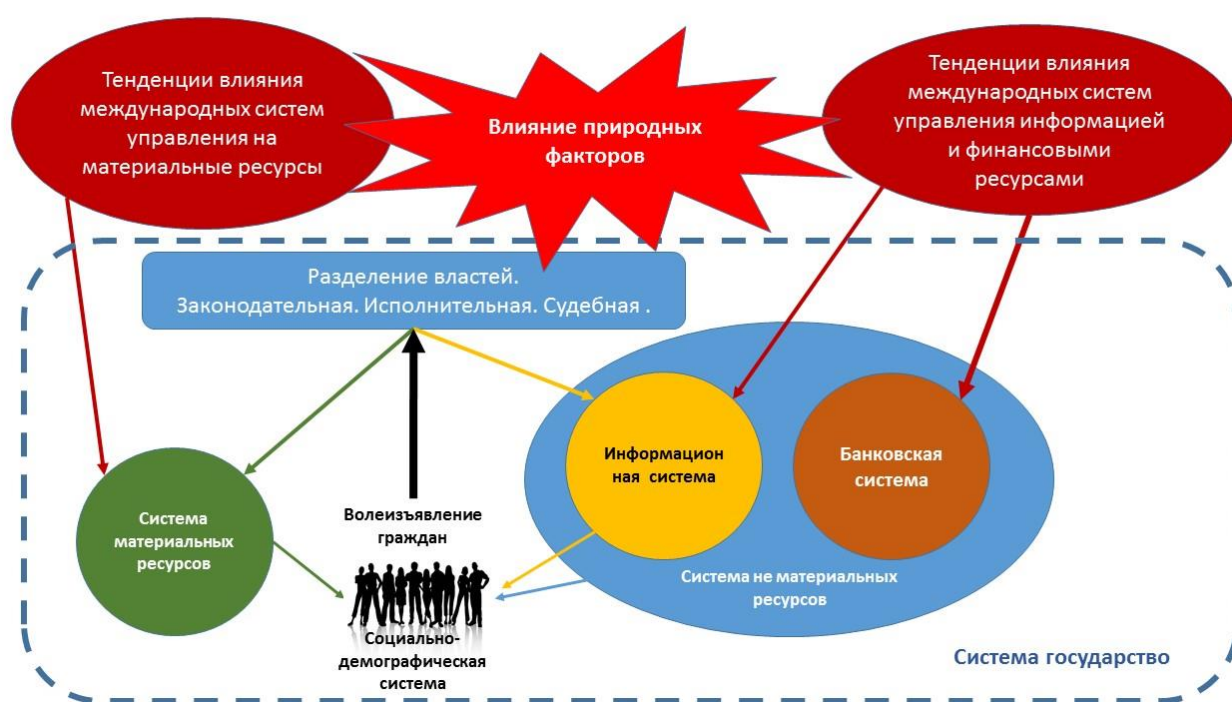 Тенденции влияния
международных систем
управления на
материальные ресурсы
Влияние природных
факторов
Тенденции влияния
международных систем
управления информацией
и финансовыми
ресурсами
Разделение властей.
Законодательная. Исполнительная. Судебная .
Информацион
ная система
Банковская
система
Система
материальных
ресурсов
Волеизъявление
граждан
Система не материальных
ресурсов
Социально-
демографическая
система
Система государство